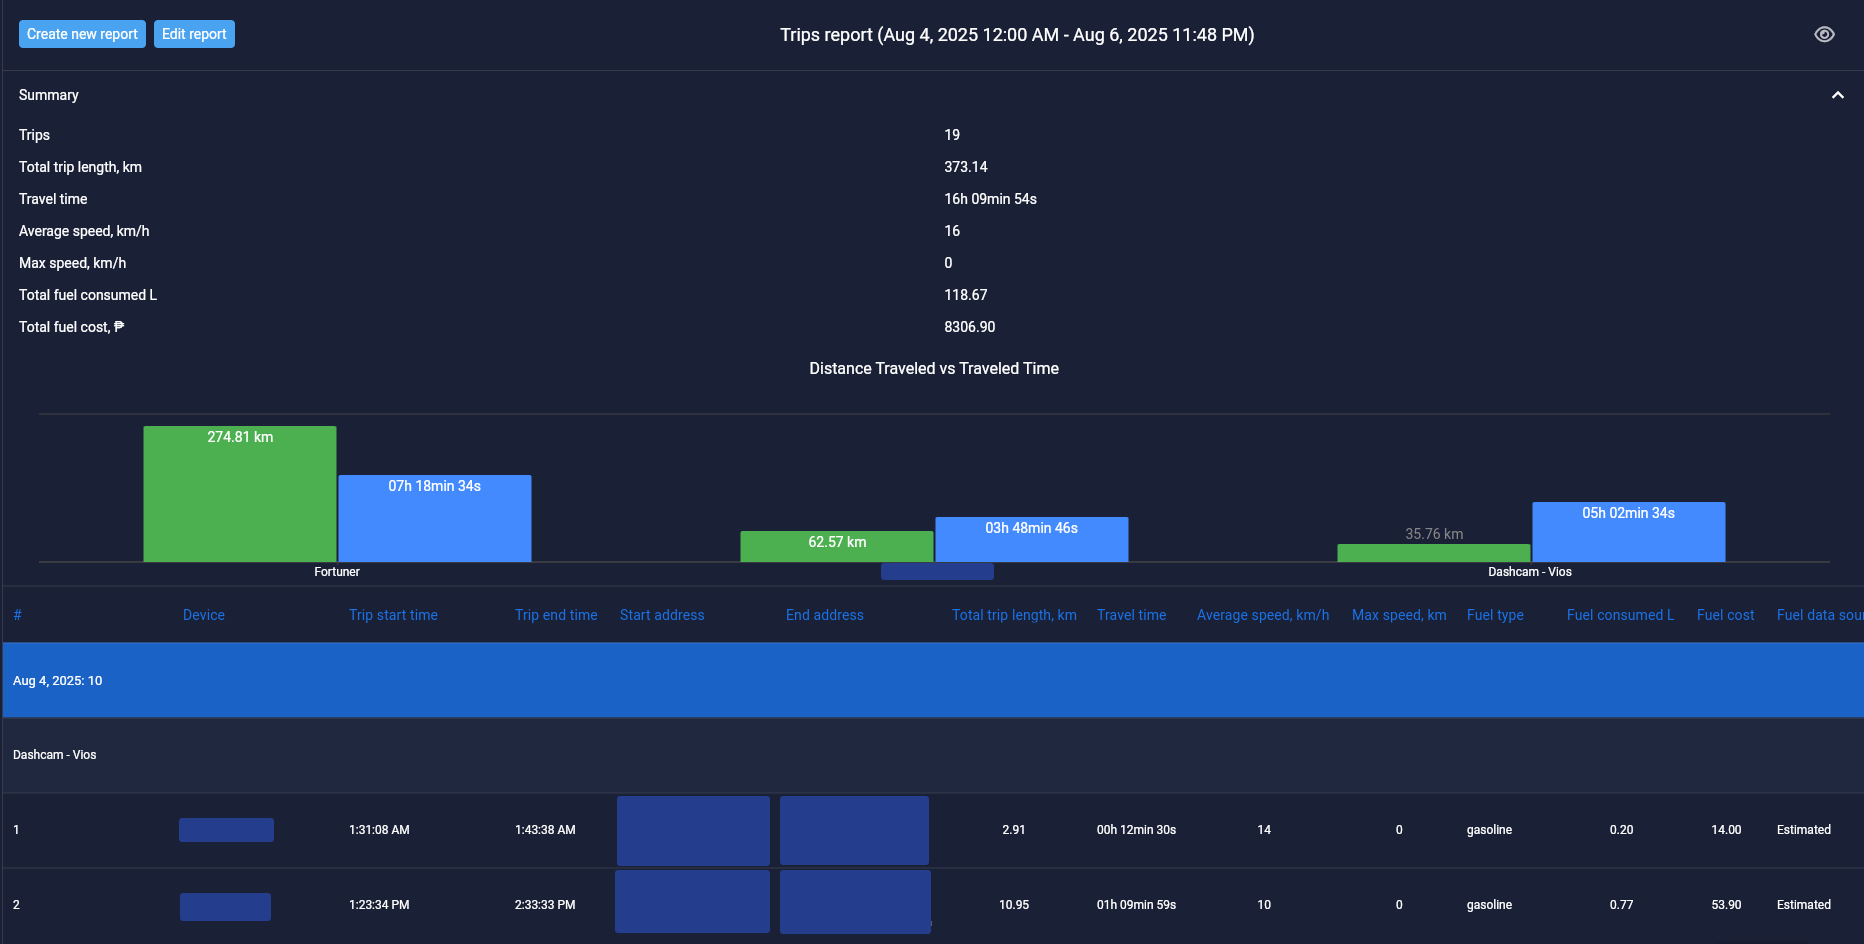 Create new report Edit report Trips report (Aug 4, 2025 12:00 AM - Aug 6, 2025 11:48 PM)
Summary
Trips 19
Total trip length, km 373.14
Travel time 16h 09min 54s
Average speed, km/h 16
Max speed, km/h 0
Total fuel consumed L 118.67
Total fuel cost, ₱ 8306.90
Distance Traveled vs Traveled Time
274.81 km
07h 18min 34s
62.57 km
03h 48min 46s
35.76 km
05h 02min 34s
Fortuner Dashcam - Vios
# Device Trip start time Trip end time Start address End address Total trip length, km Travel time Average speed, km/h Max speed, km Fuel type Fuel consumed L Fuel cost Fuel data sour
Aug 4, 2025: 10
Dashcam - Vios
1 1:31:08 AM 1:43:38 AM 2.91 00h 12min 30s 14 0 gasoline 0.20 14.00 Estimated
2 1:23:34 PM 2:33:33 PM 10.95 01h 09min 59s 10 0 gasoline 0.77 53.90 Estimated